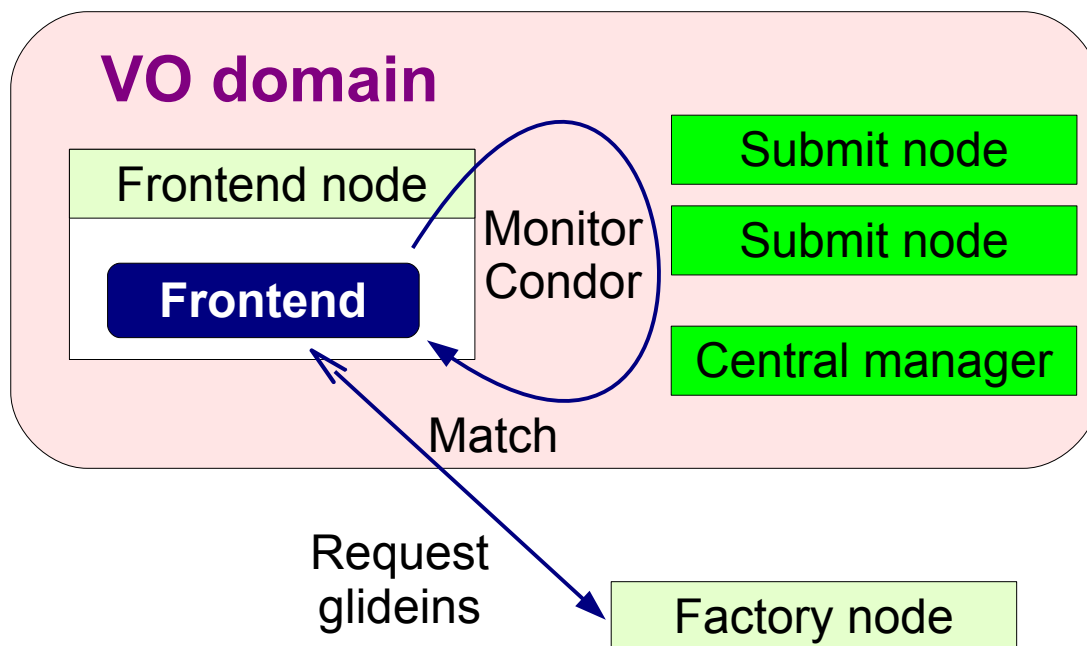 VO domain
Frontend node
Frontend
Monitor
Condor
Submit node
Submit node
Central manager
Match
Request
glideins
Factory node